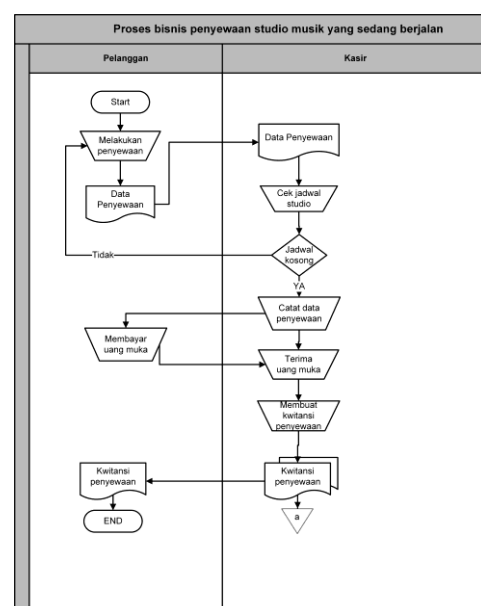 Proses bisnis penyewaan studio musik yang sedang berjalan
Pelanggan
Kasir
Start
Melakukan
penyewaan
Data
Penyewaan
Data Penyewaan
Cek jadwal
studio
Jadwal
kosong
Tidak
YA
Catat data
penyewaan
Membayar
uang muka
Terima
uang muka
Membuat
kwitansi
penyewaan
Kwitansi
penyewaan
Kwitansi
penyewaan
END
a